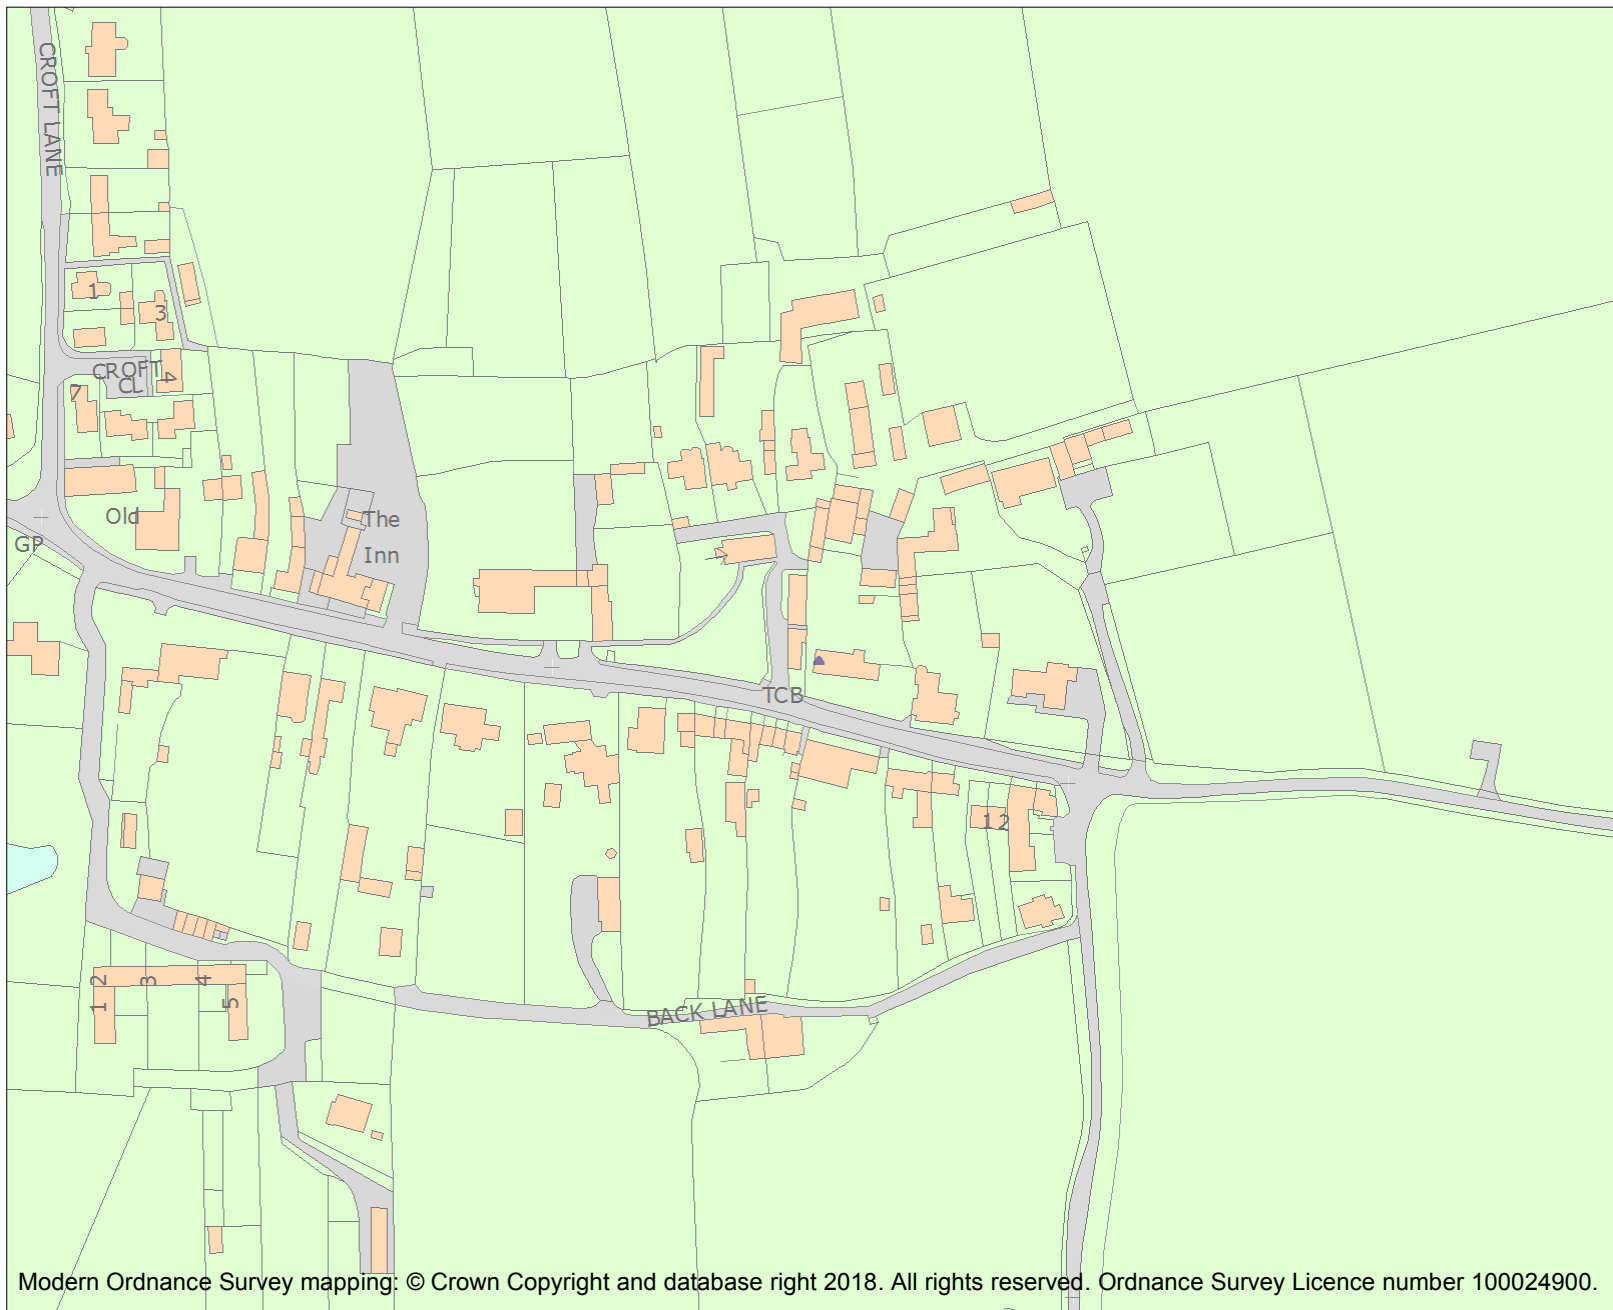 CROFT LANE
1
3
CROFT
CL
4
7
Old
The
Inn
GP
TCB
1 2
2
3
4
1
5
BACK LANE
Modern Ordnance Survey mapping: © Crown Copyright and database right 2018. All rights reserved. Ordnance Survey Licence number 100024900.